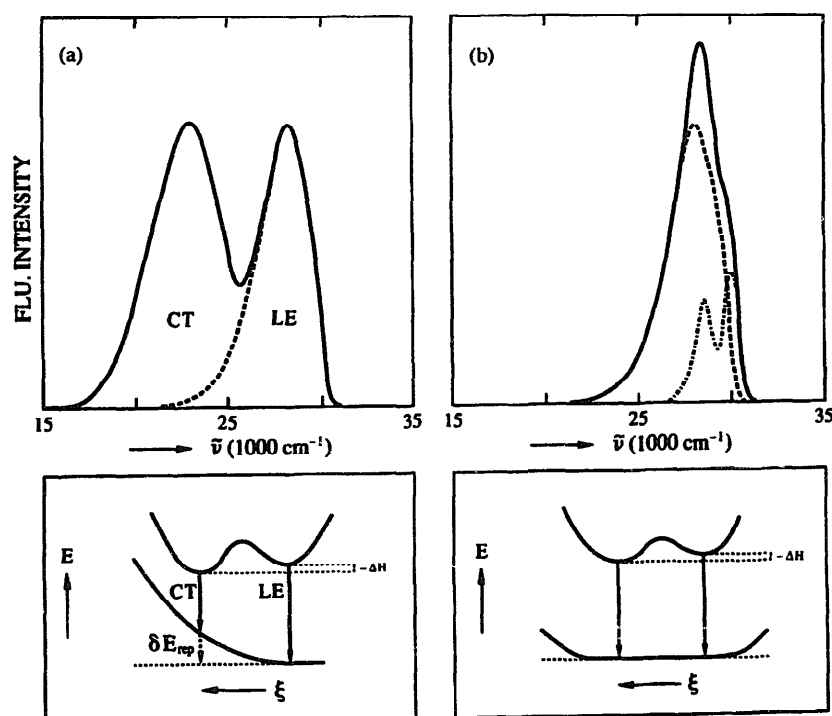 (a)
FLU. INTENSITY
CT
LE
15
25
35
ν̃ (1000 cm⁻¹)
(b)
15
25
35
ν̃ (1000 cm⁻¹)
E
CT
LE
-ΔH
δE_rep
ξ
E
-ΔH
ξ